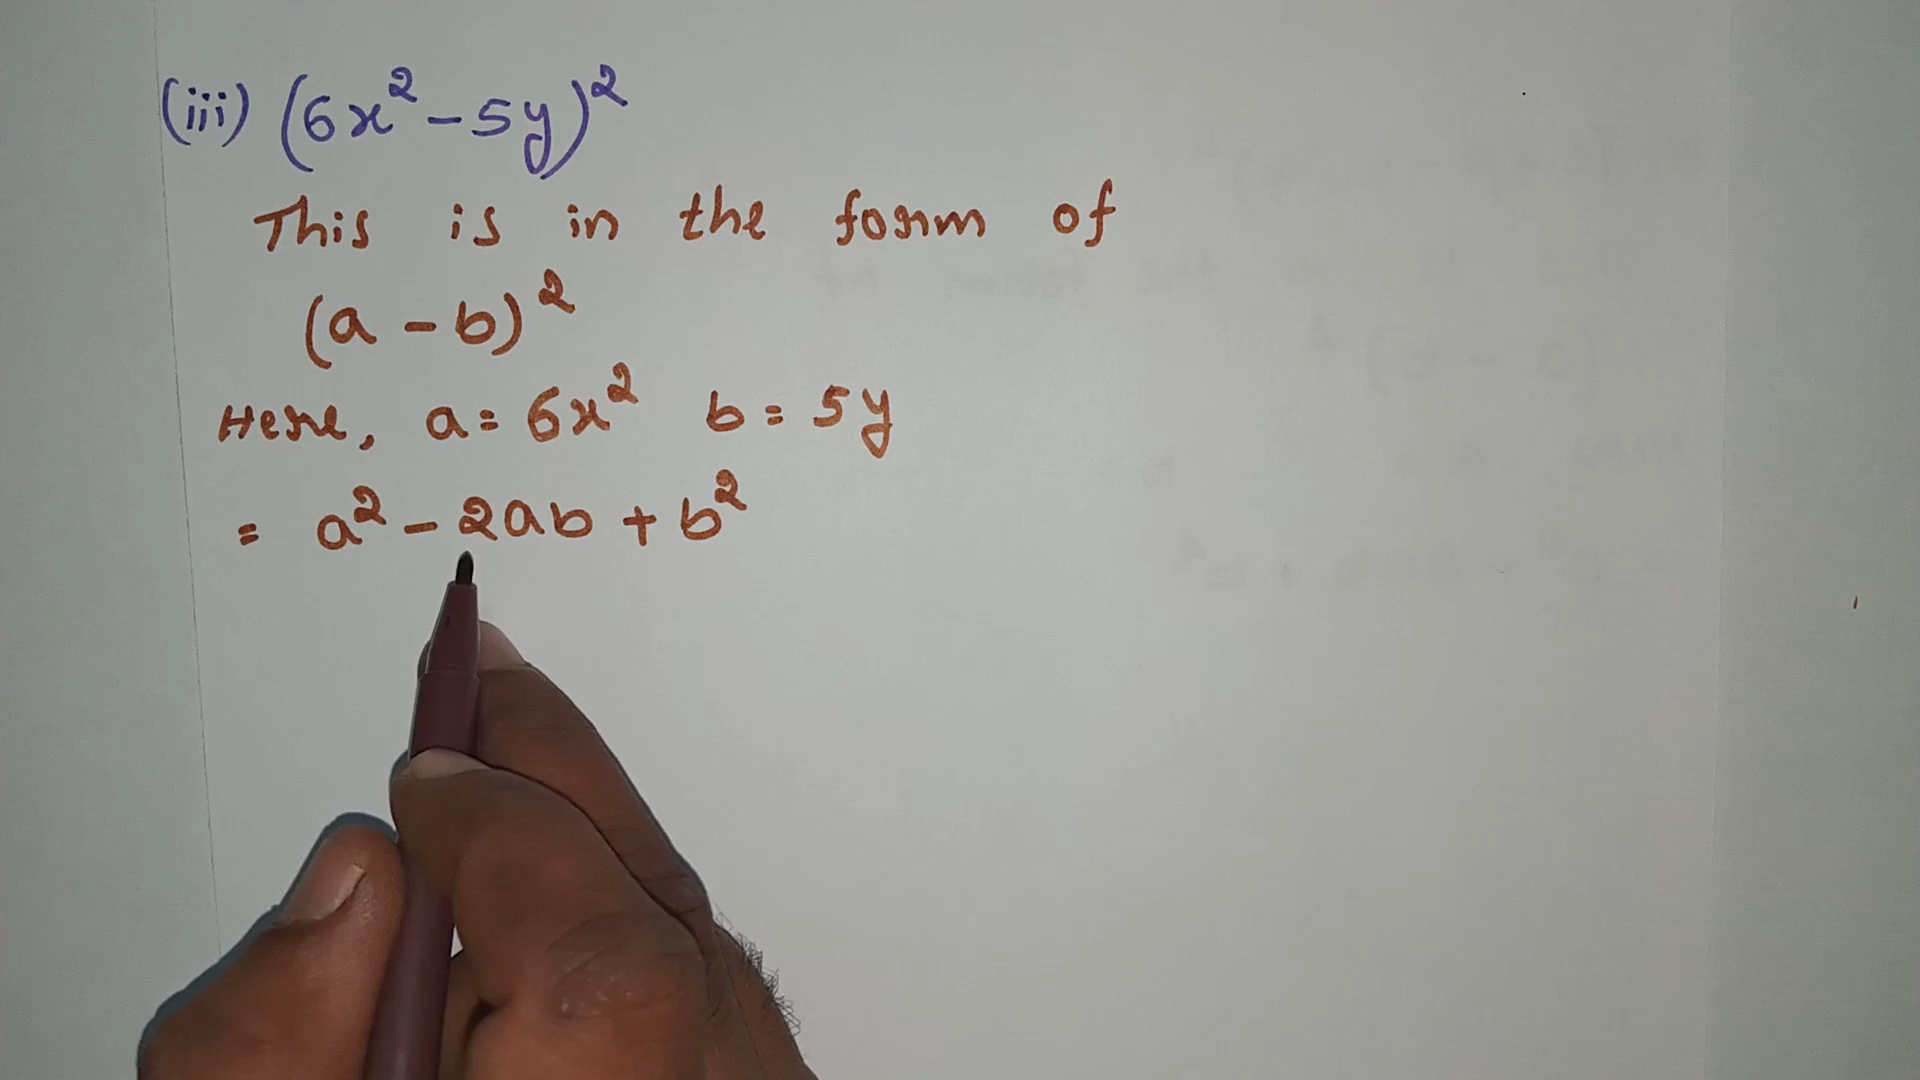 (iii) (6x² - 5y)²
This is in the form of
(a - b)²
Here, a = 6x² b = 5y
= a² - 2ab + b²